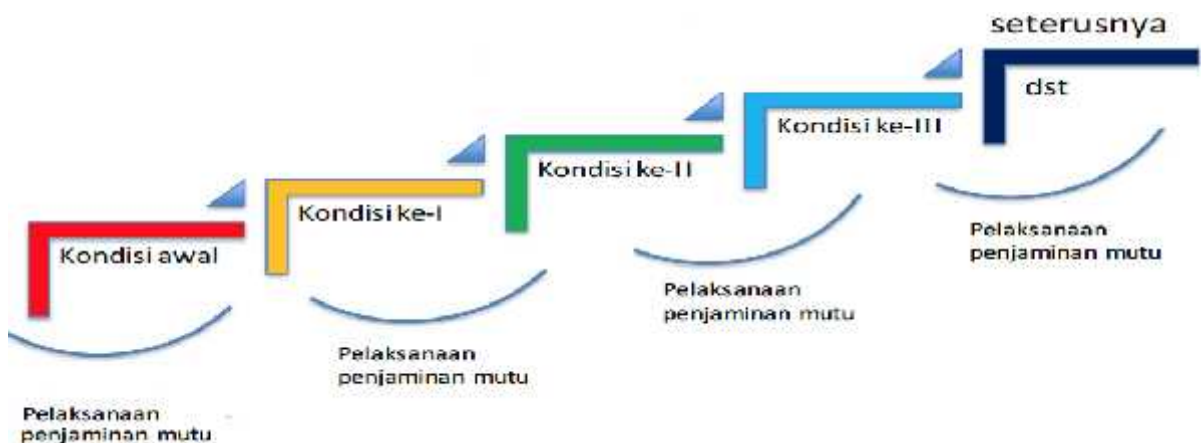 seterusnya
dst
Kondisi ke-III
Kondisi ke-II
Kondisi ke-I
Kondisi awal
Pelaksanaan
penjaminan mutu
Pelaksanaan
penjaminan mutu
Pelaksanaan
penjaminan mutu
Pelaksanaan
penjaminan mutu